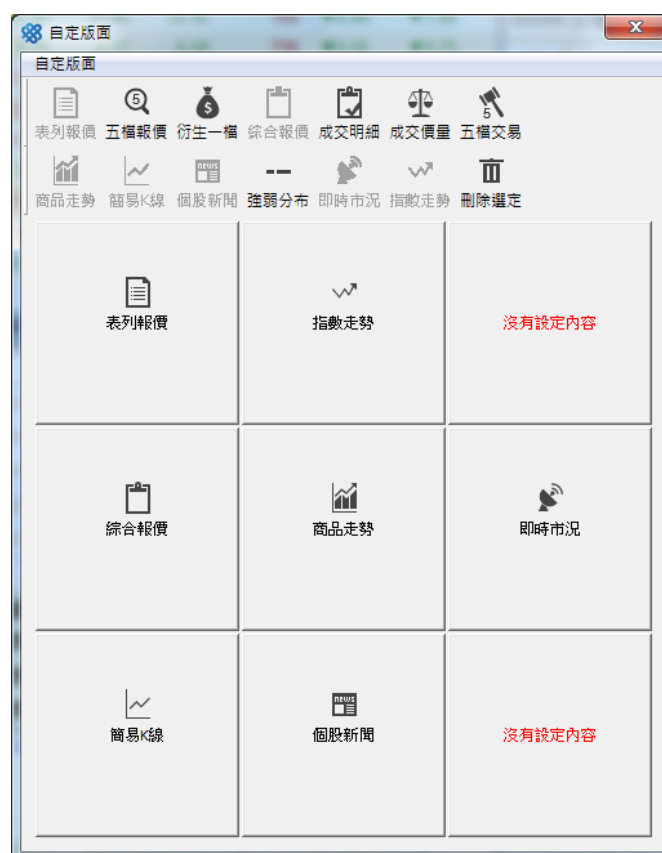 自定版面
自定版面
表列報價 五檔報價 衍生一檔 綜合報價 成交明細 成交價量 五檔交易
商品走勢 簡易K線 個股新聞 強弱分布 即時市況 指數走勢 刪除選定
表列報價 指數走勢 沒有設定內容
綜合報價 商品走勢 即時市況
簡易K線 個股新聞 沒有設定內容